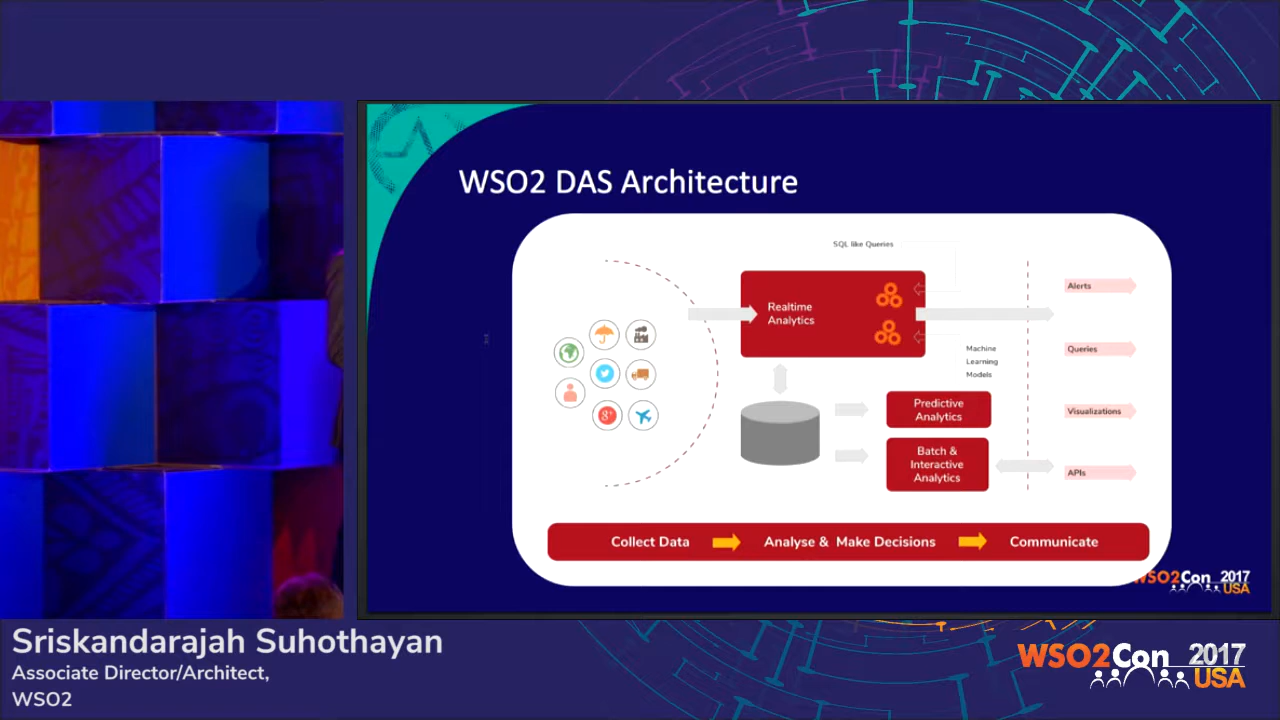 WSO2 DAS Architecture
SQL like Queries
Realtime
Analytics
Machine
Learning
Models
Predictive
Analytics
Batch &
Interactive
Analytics
Alerts
Queries
Visualizations
APIs
g+
Collect Data
Analyse & Make Decisions
Communicate
WSO2Con 2017
USA
Sriskandarajah Suhothayan
Associate Director/Architect,
WSO2
WSO2Con 2017
USA